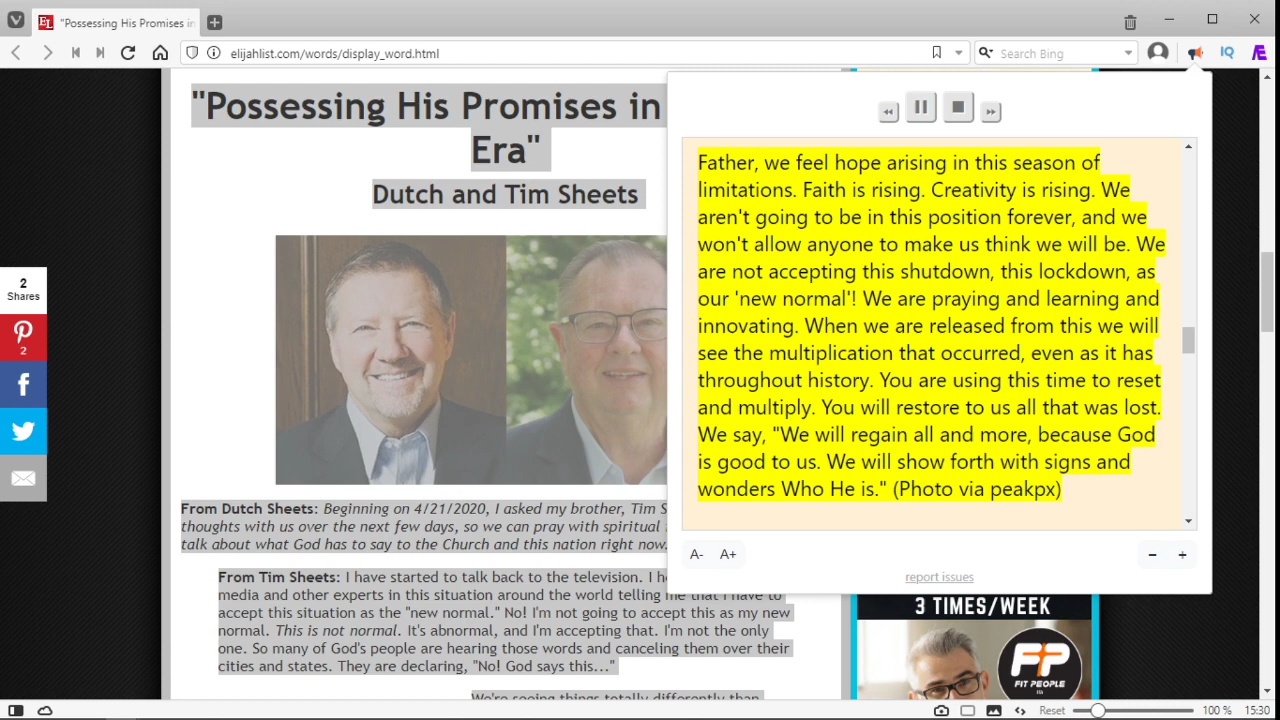 "Possessing His Promises in
elijahlist.com/words/display_word.html
Search Bing
IQ
"Possessing His Promises in
Era"
Dutch and Tim Sheets
2
Shares
2
From Dutch Sheets: Beginning on 4/21/2020, I asked my brother, Tim S
thoughts with us over the next few days, so we can pray with spiritual
talk about what God has to say to the Church and this nation right now.
From Tim Sheets: I have started to talk back to the television. I h
media and other experts in this situation around the world telling me that I have to
accept this situation as the "new normal." No! I'm not going to accept this as my new
normal. This is not normal. It's abnormal, and I'm accepting that. I'm not the only
one. So many of God's people are hearing those words and canceling them over their
cities and states. They are declaring, "No! God says this..."
We're seeing things totally differently than
Father, we feel hope arising in this season of
limitations. Faith is rising. Creativity is rising. We
aren't going to be in this position forever, and we
won't allow anyone to make us think we will be. We
are not accepting this shutdown, this lockdown, as
our 'new normal'! We are praying and learning and
innovating. When we are released from this we will
see the multiplication that occurred, even as it has
throughout history. You are using this time to reset
and multiply. You will restore to us all that was lost.
We say, "We will regain all and more, because God
is good to us. We will show forth with signs and
wonders Who He is." (Photo via peakpx)
A- A+ - +
report issues
3 TIMES/WEEK
FP
FIT PEOPLE
Reset 100 % 15:30